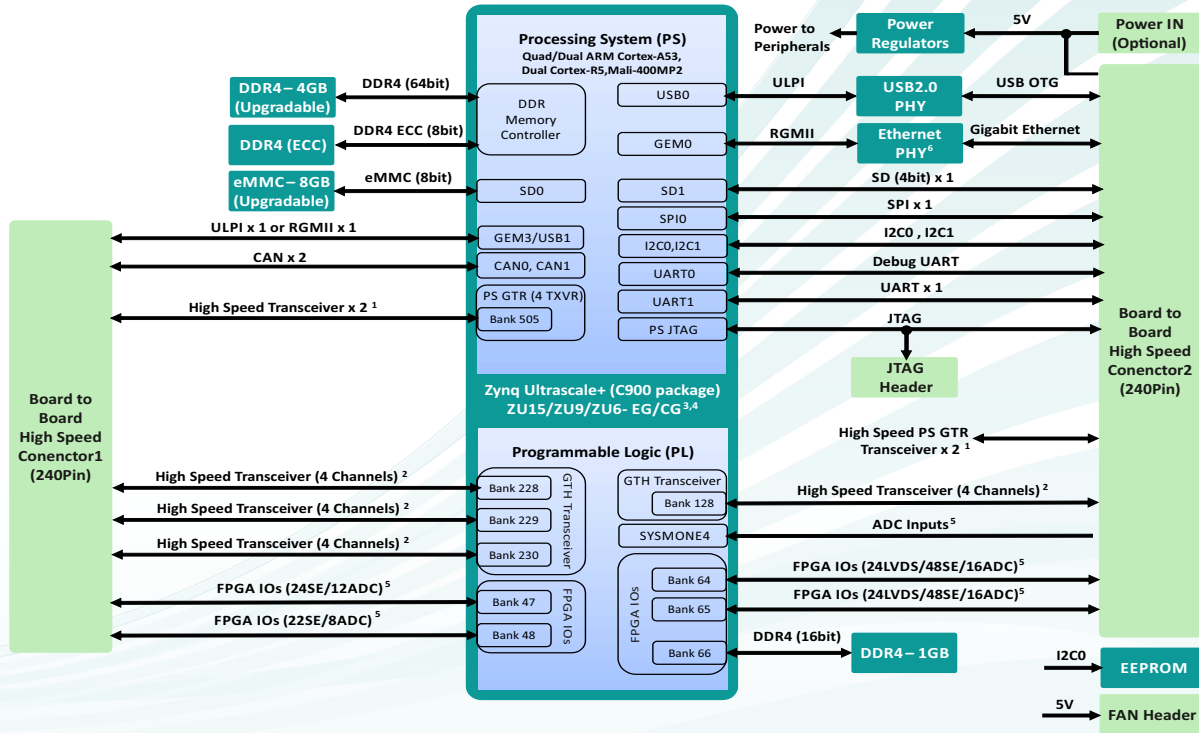 Processing System (PS)
Quad/Dual ARM Cortex-A53,
Dual Cortex-R5,Mali-400MP2
DDR4 – 4GB
(Upgradable)
DDR4 (64bit)
DDR
Memory
Controller
DDR4 (ECC)
DDR4 ECC (8bit)
eMMC – 8GB
(Upgradable)
eMMC (8bit)
SD0
ULPI x 1 or RGMII x 1
GEM3/USB1
CAN x 2
CAN0, CAN1
PS GTR (4 TXVR)
High Speed Transceiver x 2 1
Bank 505
USB0
ULPI
USB2.0
PHY
USB OTG
GEM0
RGMII
Ethernet
PHY6
Gigabit Ethernet
SD1
SD (4bit) x 1
SPI0
SPI x 1
I2C0,I2C1
I2C0 , I2C1
UART0
Debug UART
UART1
UART x 1
PS JTAG
JTAG
JTAG
Header
Power to
Peripherals
Power
Regulators
5V
Power IN
(Optional)
Board to
Board
High Speed
Conenctor2
(240Pin)
Zynq Ultrascale+ (C900 package)
ZU15/ZU9/ZU6- EG/CG3,4
High Speed PS GTR
Transceiver x 2 1
Board to
Board
High Speed
Conenctor1
(240Pin)
Programmable Logic (PL)
High Speed Transceiver (4 Channels) 2
Bank 228
High Speed Transceiver (4 Channels) 2
Bank 229
High Speed Transceiver (4 Channels) 2
Bank 230
GTH Transceiver
FPGA IOs (24SE/12ADC)5
Bank 47
FPGA IOs (22SE/8ADC) 5
Bank 48
FPGA IOs
GTH Transceiver
Bank 128
High Speed Transceiver (4 Channels)2
SYSMONE4
ADC Inputs5
FPGA IOs
Bank 64
FPGA IOs (24LVDS/48SE/16ADC)5
Bank 65
FPGA IOs (24LVDS/48SE/16ADC)5
Bank 66
DDR4 (16bit)
DDR4 – 1GB
I2C0
EEPROM
5V
FAN Header